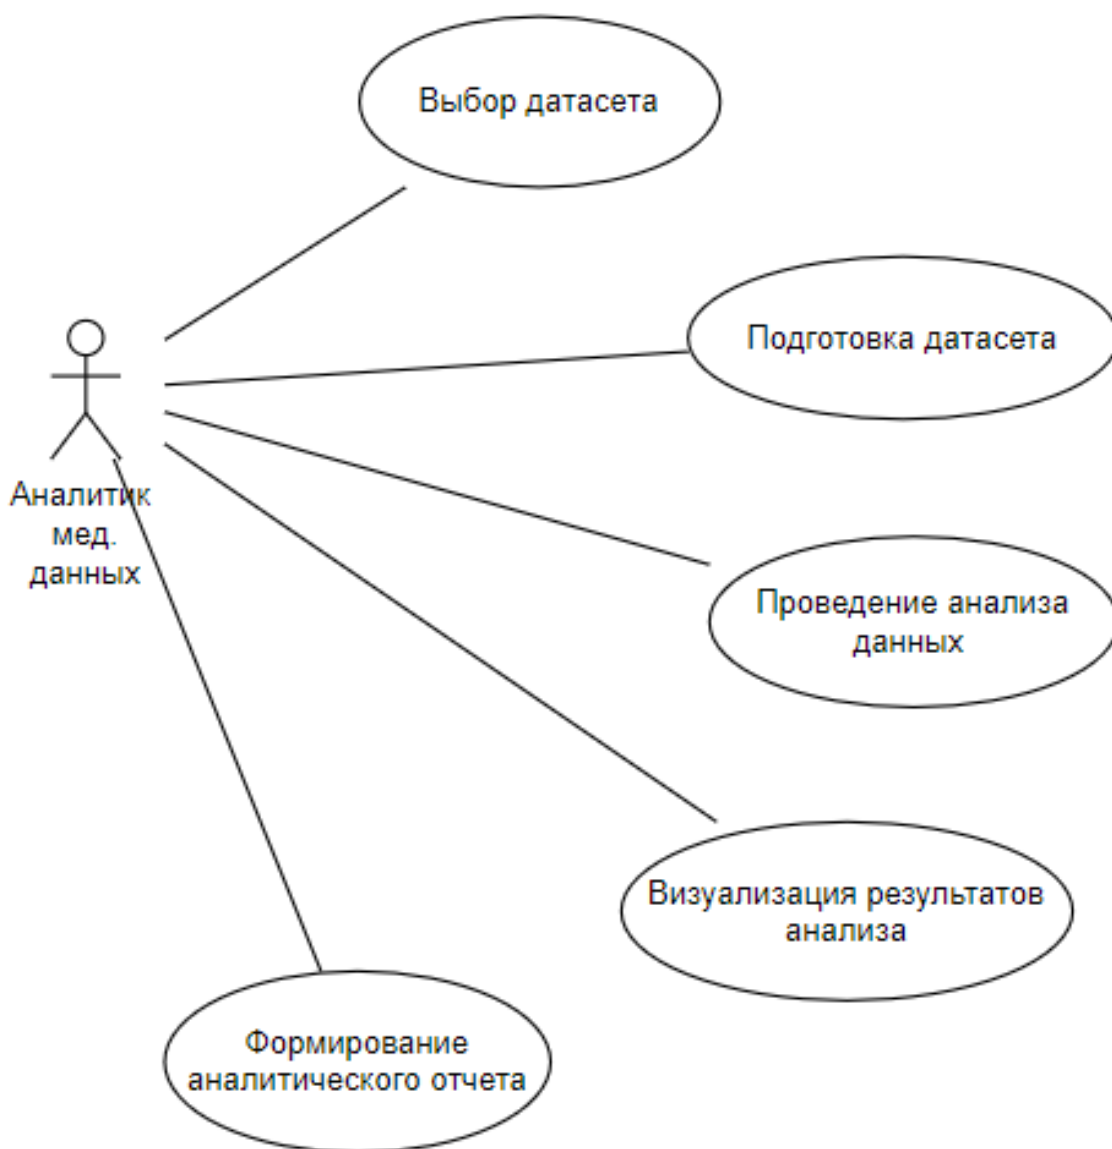 Выбор датасета
Подготовка датасета
Аналитик
мед.
данных
Проведение анализа
данных
Визуализация результатов
анализа
Формирование
аналитического отчета